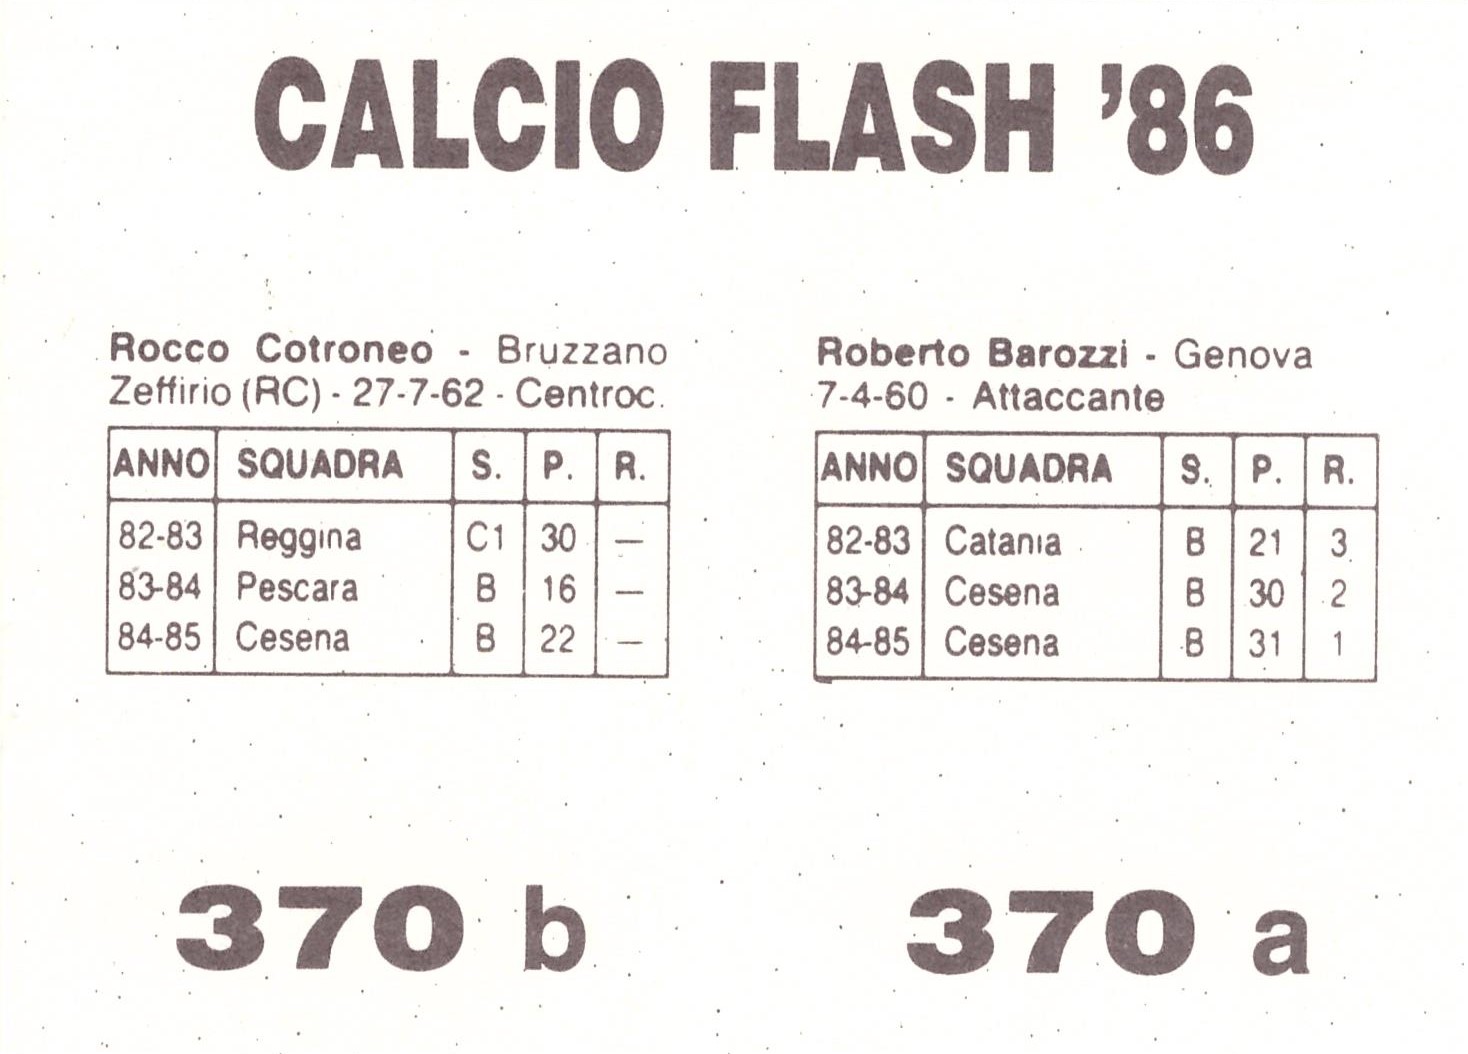 CALCIO FLASH '86
Rocco Cotroneo - Bruzzano
Zeffirio (RC) - 27-7-62 - Centroc.
ANNO SQUADRA S. P. R.
82-83 Reggina C1 30 —
83-84 Pescara B 16 —
84-85 Cesena B 22 —
370 b
Roberto Barozzi - Genova
7-4-60 - Attaccante
ANNO SQUADRA S. P. R.
82-83 Catania B 21 3
83-84 Cesena B 30 2
84-85 Cesena B 31 1
370 a